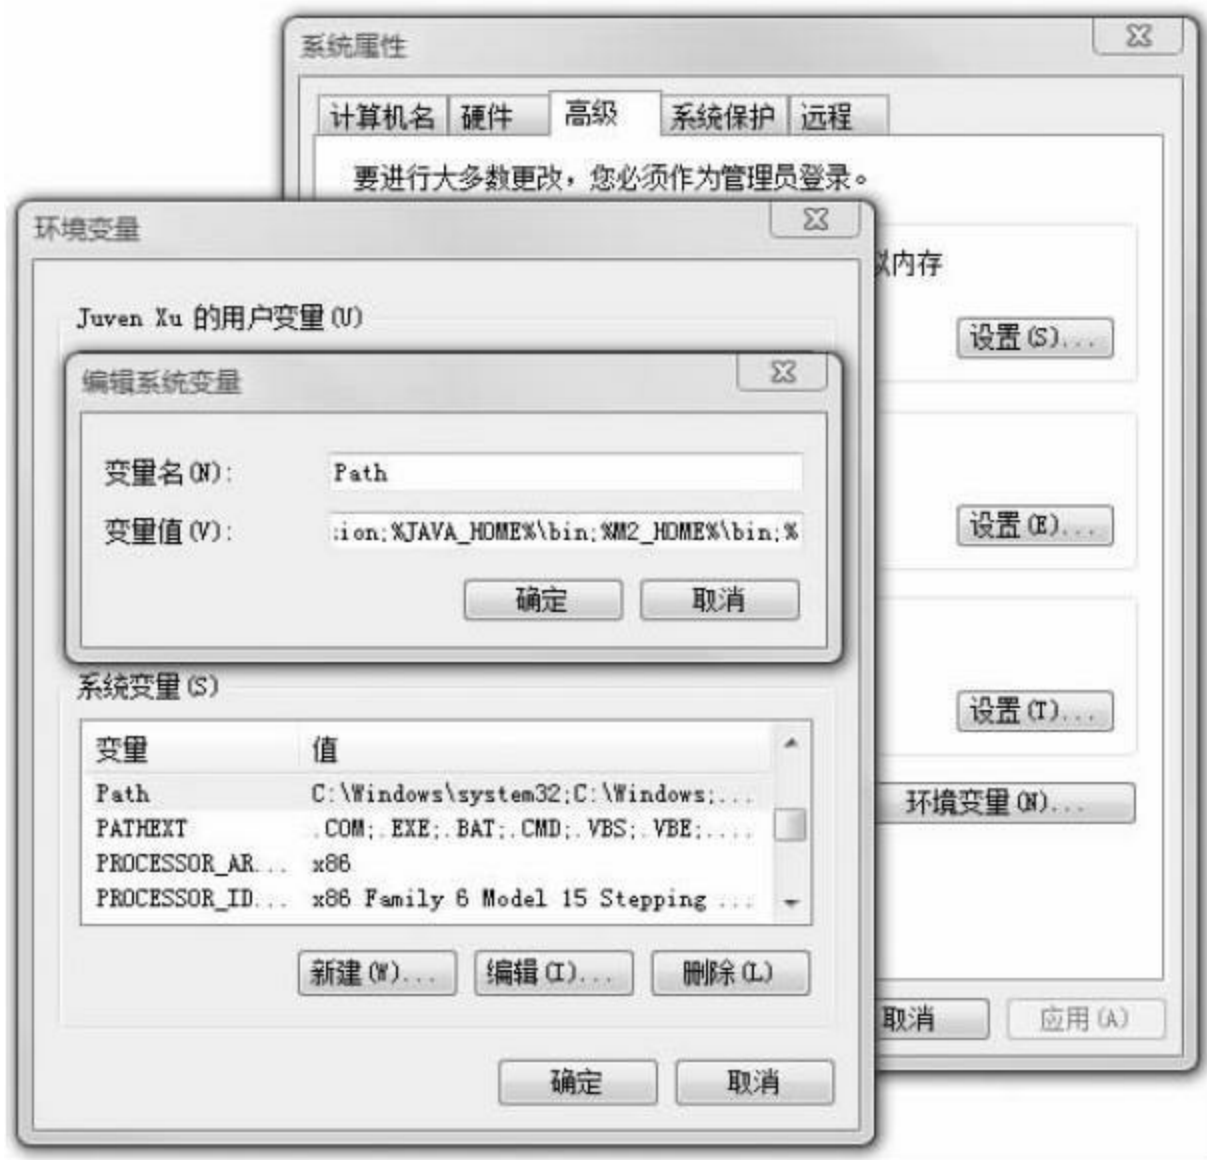 系统属性
计算机名 硬件 高级 系统保护 远程
要进行大多数更改，您必须作为管理员登录。
内存
设置(S)...
设置(E)...
设置(T)...
环境变量(N)...
取消 应用(A)
环境变量
Juven Xu 的用户变量(U)
编辑系统变量
变量名(N): Path
变量值(V): ;ion;%JAVA_HOME%\bin;%M2_HOME%\bin;%
确定 取消
系统变量(S)
变量 值
Path C:\Windows\system32;C:\Windows;...
PATHEXT .COM;.EXE;.BAT;.CMD;.VBS;.VBE;....
PROCESSOR_AR... x86
PROCESSOR_ID... x86 Family 6 Model 15 Stepping ...
新建(W)... 编辑(I)... 删除(L)
确定 取消